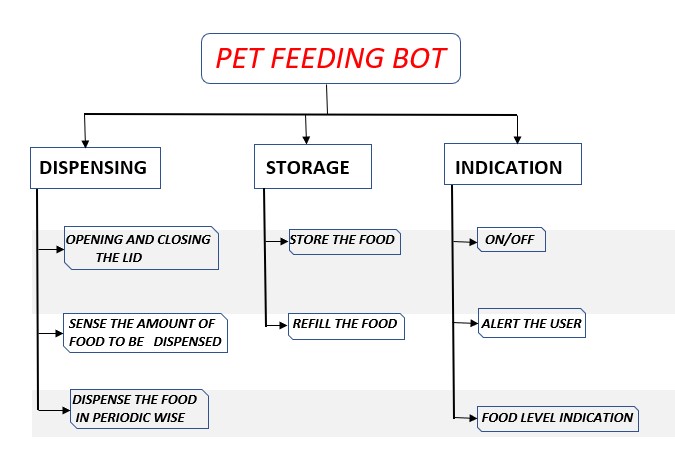 PET FEEDING BOT
DISPENSING
STORAGE
INDICATION
OPENING AND CLOSING
THE LID
STORE THE FOOD
ON/OFF
SENSE THE AMOUNT OF
FOOD TO BE DISPENSED
REFILL THE FOOD
ALERT THE USER
DISPENSE THE FOOD
IN PERIODIC WISE
FOOD LEVEL INDICATION